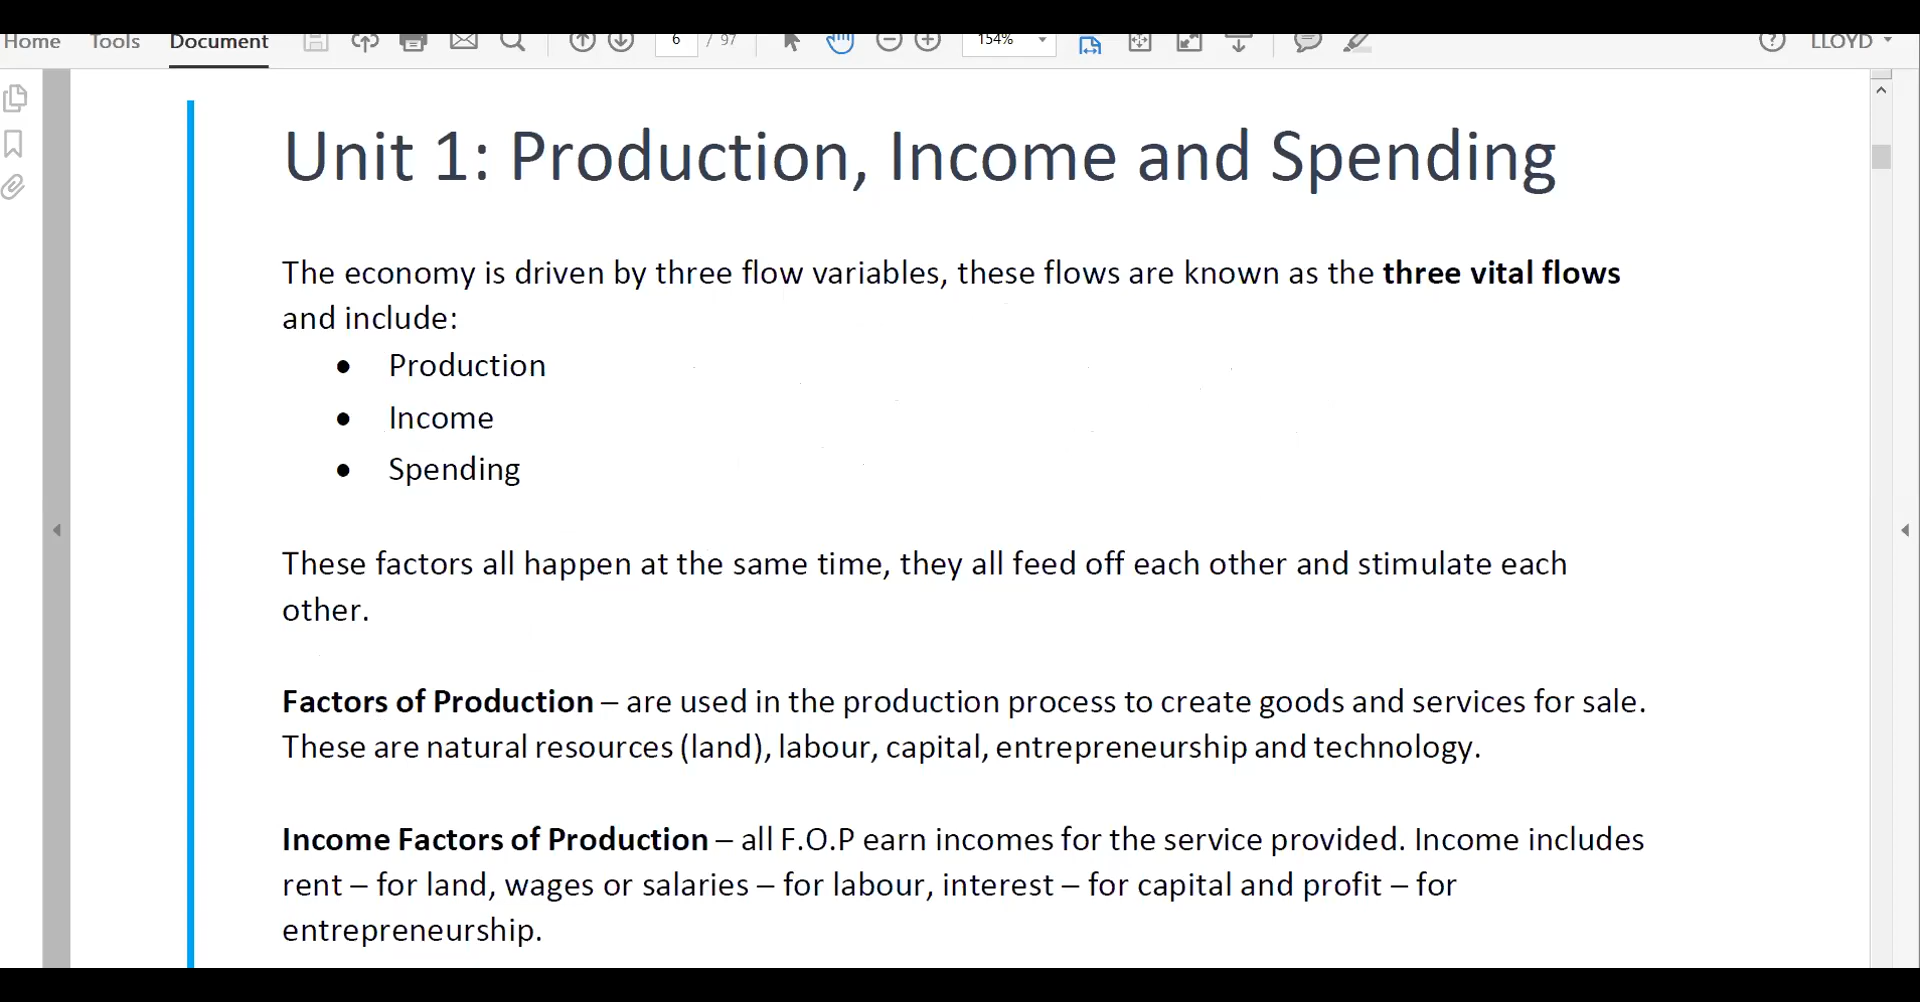 Home Tools Document 6 / 97 154% LLOYD
Unit 1: Production, Income and Spending
The economy is driven by three flow variables, these flows are known as the three vital flows
and include:
● Production
● Income
● Spending
These factors all happen at the same time, they all feed off each other and stimulate each
other.
Factors of Production – are used in the production process to create goods and services for sale.
These are natural resources (land), labour, capital, entrepreneurship and technology.
Income Factors of Production – all F.O.P earn incomes for the service provided. Income includes
rent – for land, wages or salaries – for labour, interest – for capital and profit – for
entrepreneurship.